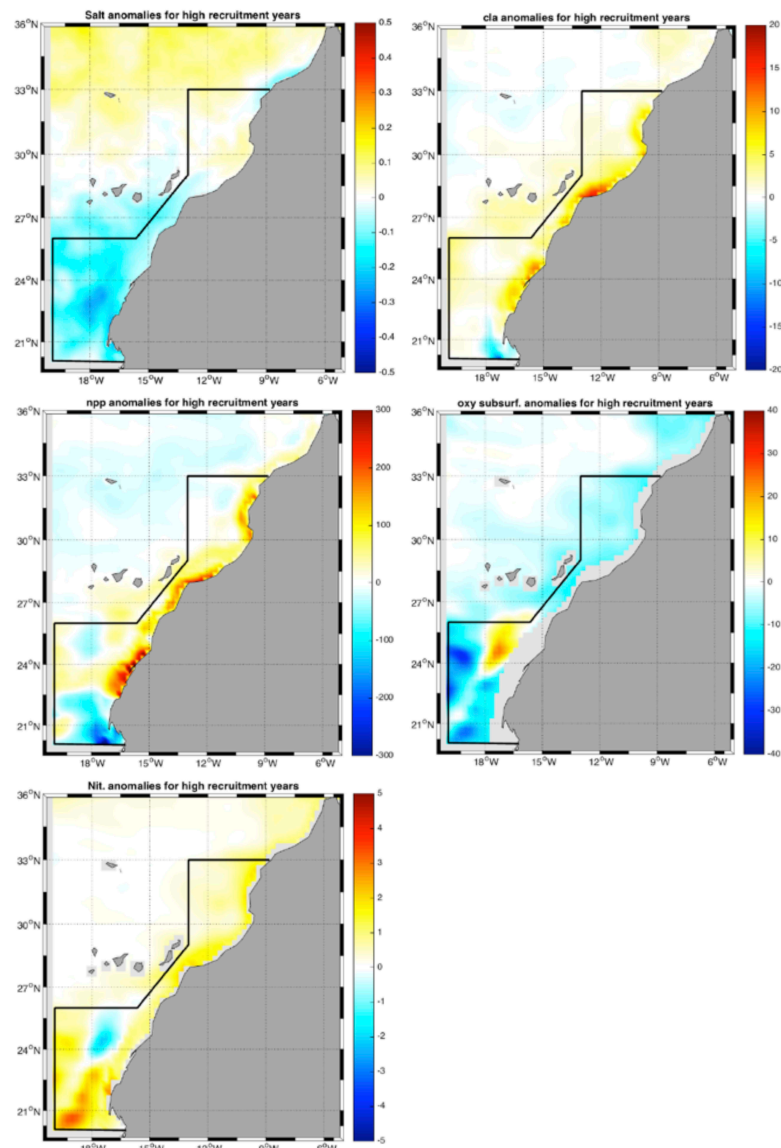 Salt anomalies for high recruitment years
36°N
33°N
30°N
27°N
24°N
21°N
18°W
15°W
12°W
9°W
6°W
0.5
0.4
0.3
0.2
0.1
0
-0.1
-0.2
-0.3
-0.4
-0.5
cla anomalies for high recruitment years
36°N
33°N
30°N
27°N
24°N
21°N
18°W
15°W
12°W
9°W
6°W
20
15
10
5
0
-5
-10
-15
-20
npp anomalies for high recruitment years
36°N
33°N
30°N
27°N
24°N
21°N
18°W
15°W
12°W
9°W
6°W
300
200
100
0
-100
-200
-300
oxy subsurf. anomalies for high recruitment years
36°N
33°N
30°N
27°N
24°N
21°N
18°W
15°W
12°W
9°W
6°W
40
30
20
10
0
-10
-20
-30
-40
Nit. anomalies for high recruitment years
36°N
33°N
30°N
27°N
24°N
21°N
18°W
15°W
12°W
9°W
6°W
5
4
3
2
1
0
-1
-2
-3
-4
-5